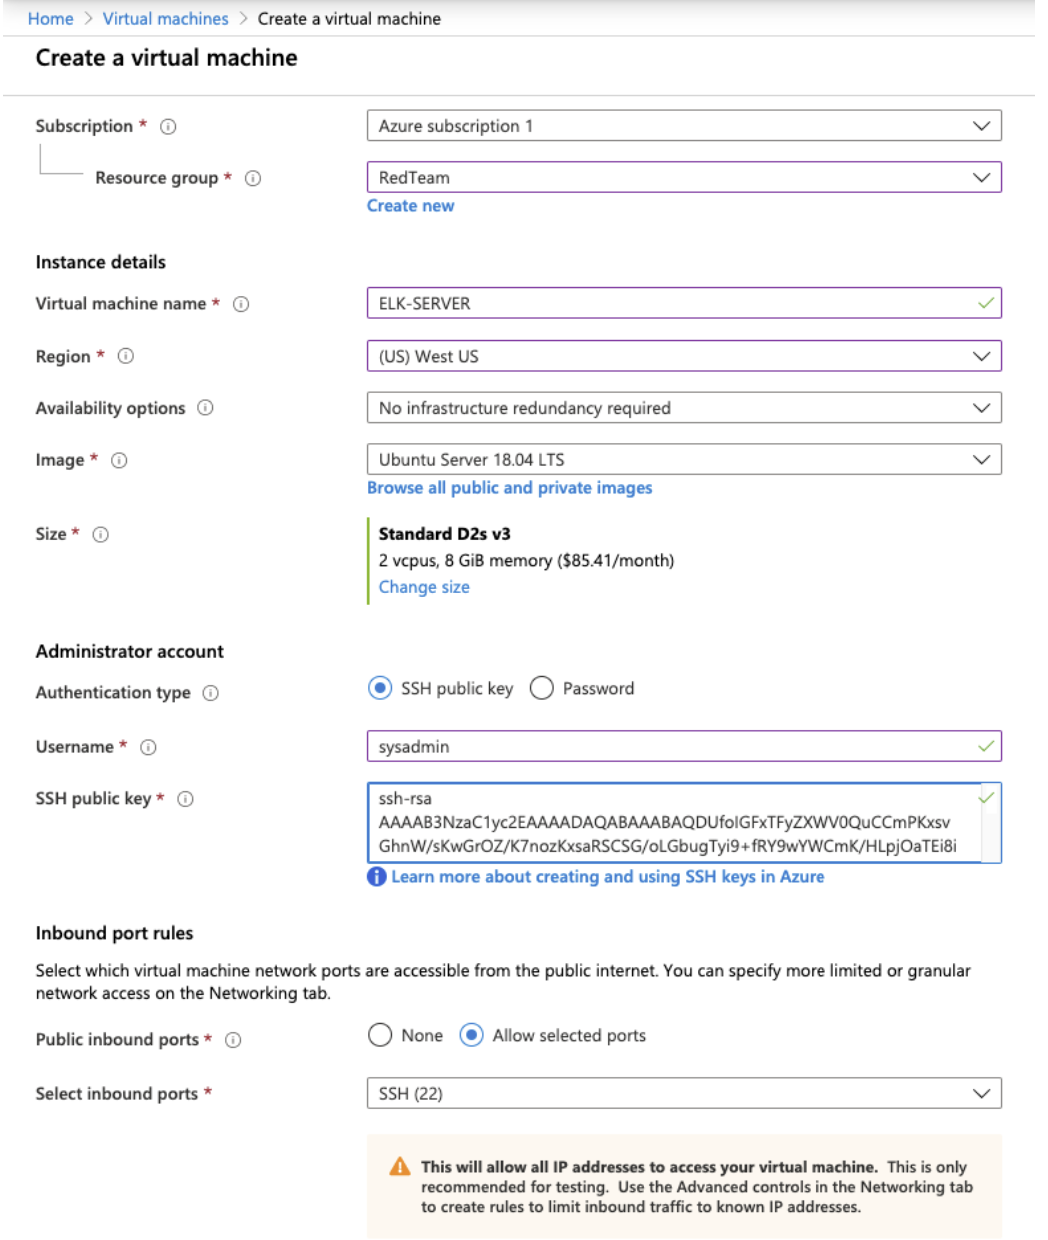 Home > Virtual machines > Create a virtual machine
Create a virtual machine
Subscription * Azure subscription 1
Resource group * RedTeam
Create new
Instance details
Virtual machine name * ELK-SERVER
Region * (US) West US
Availability options No infrastructure redundancy required
Image * Ubuntu Server 18.04 LTS
Browse all public and private images
Size * Standard D2s v3
2 vcpus, 8 GiB memory ($85.41/month)
Change size
Administrator account
Authentication type SSH public key Password
Username * sysadmin
SSH public key * ssh-rsa
AAAAB3NzaC1yc2EAAAADAQABAAABAQDUfolGFxTFyZXWV0QuCCmPKxsv
GhnW/sKwGrOZ/K7nozKxsaRSCSG/oLGbugTyi9+fRY9wYWCmK/HLpjOaTEi8i
Learn more about creating and using SSH keys in Azure
Inbound port rules
Select which virtual machine network ports are accessible from the public internet. You can specify more limited or granular
network access on the Networking tab.
Public inbound ports * None Allow selected ports
Select inbound ports * SSH (22)
This will allow all IP addresses to access your virtual machine. This is only
recommended for testing. Use the Advanced controls in the Networking tab
to create rules to limit inbound traffic to known IP addresses.